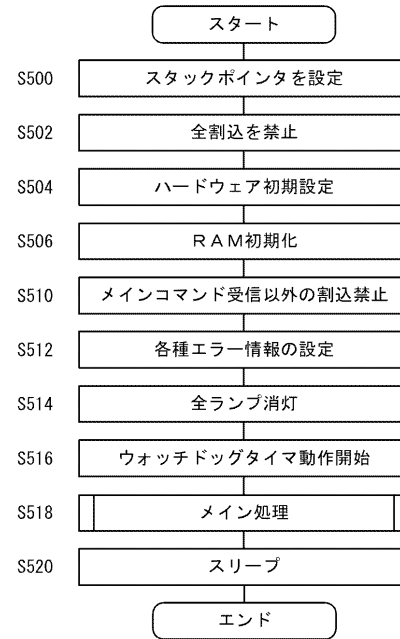 スタート
S500 スタックポインタを設定
S502 全割込を禁止
S504 ハードウェア初期設定
S506 ＲＡＭ初期化
S510 メインコマンド受信以外の割込禁止
S512 各種エラー情報の設定
S514 全ランプ消灯
S516 ウォッチドッグタイマ動作開始
S518 メイン処理
S520 スリープ
エンド